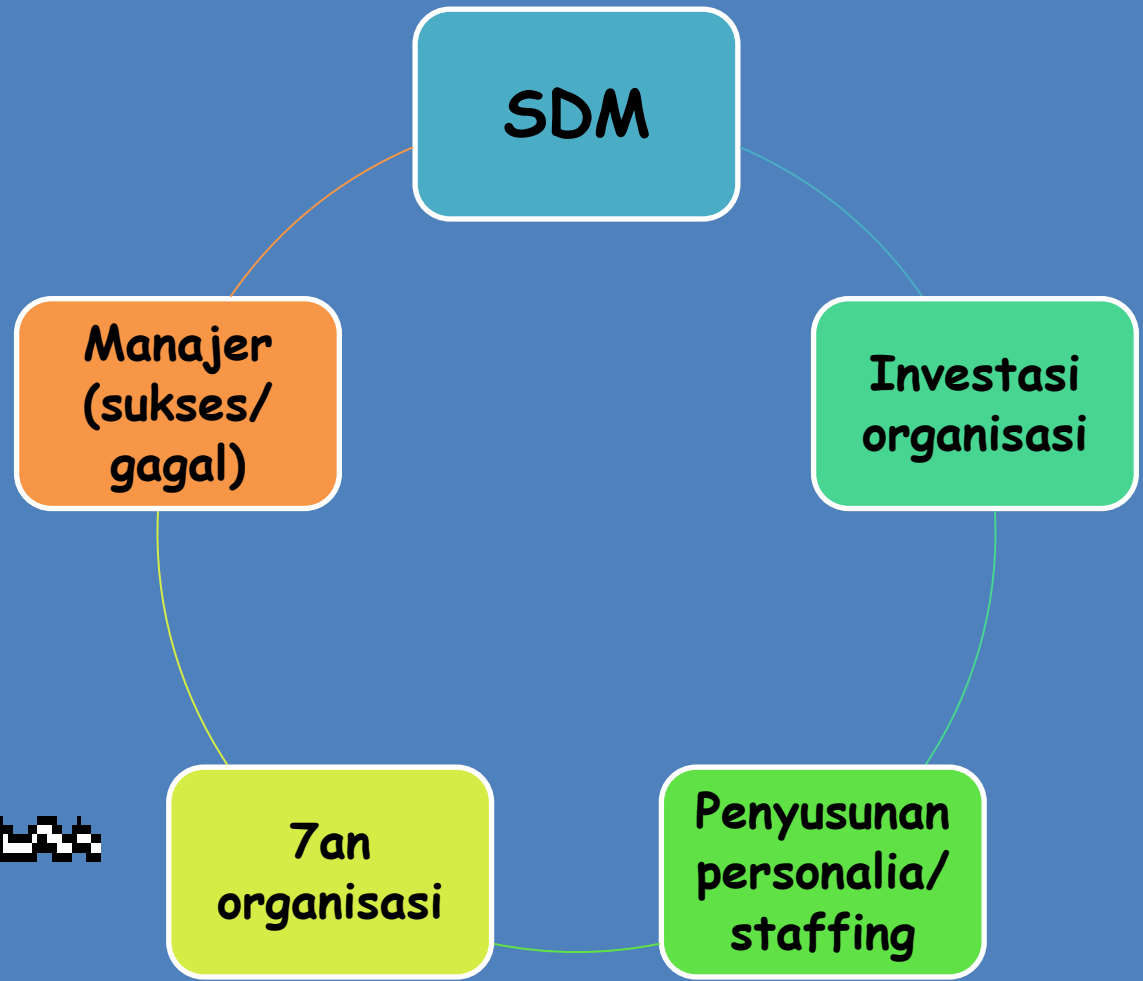 SDM
Manajer
(sukses/
gagal)
Investasi
organisasi
7an
organisasi
Penyusunan
personalia/
staffing